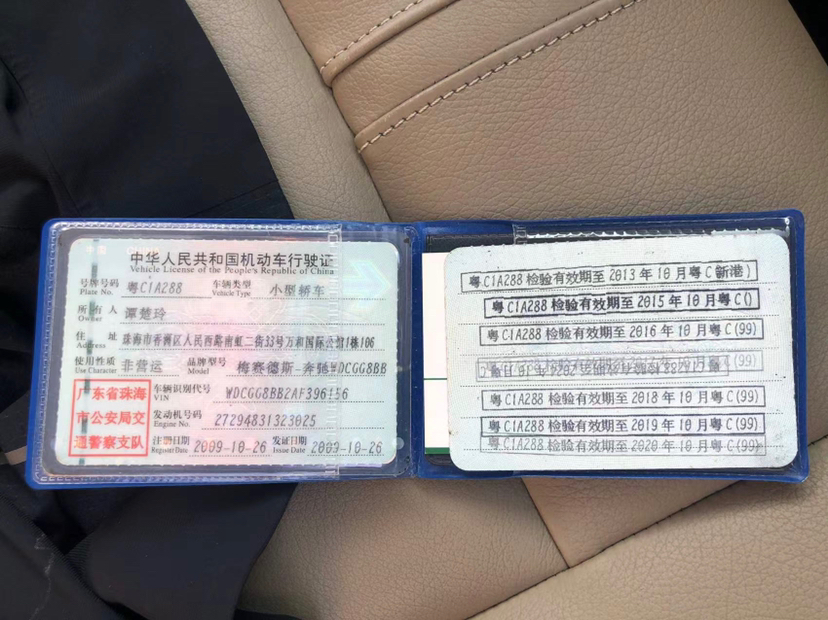 中华人民共和国机动车行驶证
Vehicle License of the People's Republic of China
号牌号码 Plate No. 粤C1A288 车辆类型 Vehicle Type 小型轿车
所有人 Owner 谭楚玲
住址 Address 珠海市香洲区人民西路南虹二街33号万和国际公馆1栋106
使用性质 Use Character 非营运 品牌型号 Model 梅赛德斯-奔驰WDCGG8BB
广东省珠海市公安局交通警察支队
车辆识别代号 VIN WDCGG8BB2AF396156
发动机号码 Engine No. 27294831323025
注册日期 Register Date 2009-10-26 发证日期 Issue Date 2009-10-26
粤C1A288 检验有效期至 2013 年 10 月粤 C(新港)
粤C1A288 检验有效期至 2015 年 10 月粤 C()
粤C1A288 检验有效期至 2016 年 10 月粤 C(99)
C(99)
粤C1A288 检验有效期至 2018 年 10 月粤 C(99)
粤C1A288 检验有效期至 2019 年 10 月粤 C(99)
粤C1A288 检验有效期至 2020 年 10 月粤 C(99)